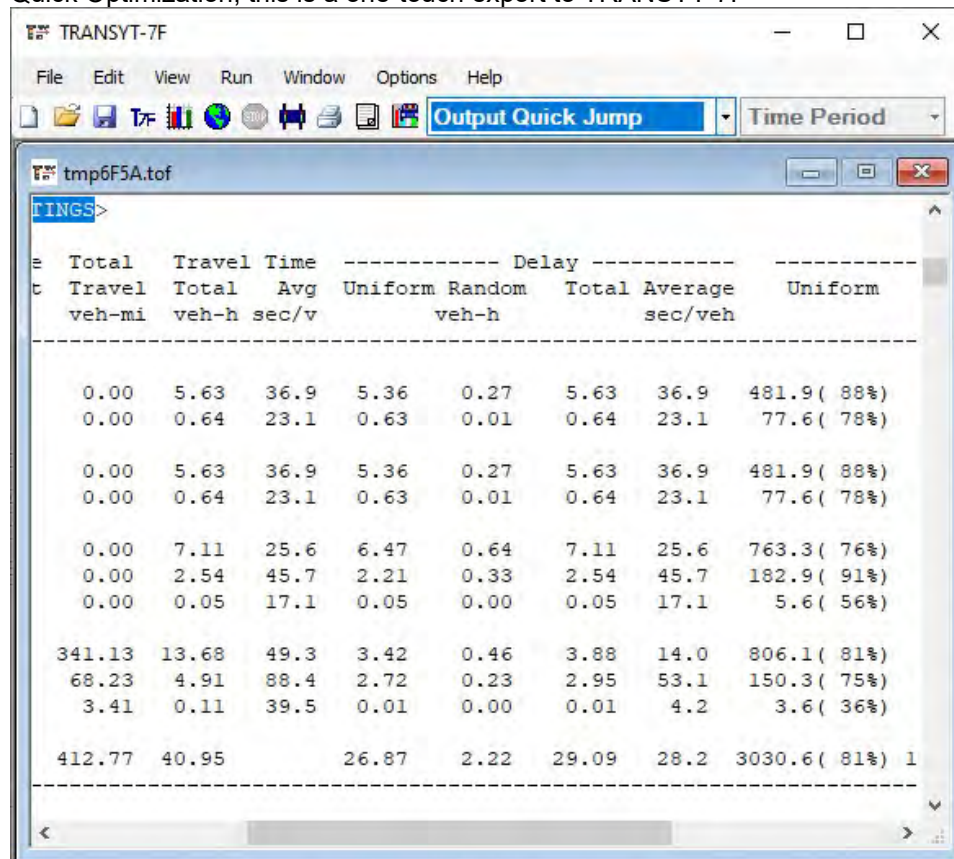 TRANSYT-7F
File Edit View Run Window Options Help
T7F STOP Output Quick Jump Time Period
tmp6F5A.tof
TINGS>
e Total Travel Time ------------ Delay ----------- -----------
t Travel Total Avg Uniform Random Total Average Uniform
veh-mi veh-h sec/v veh-h sec/veh
0.00 5.63 36.9 5.36 0.27 5.63 36.9 481.9( 88%)
0.00 0.64 23.1 0.63 0.01 0.64 23.1 77.6( 78%)
0.00 5.63 36.9 5.36 0.27 5.63 36.9 481.9( 88%)
0.00 0.64 23.1 0.63 0.01 0.64 23.1 77.6( 78%)
0.00 7.11 25.6 6.47 0.64 7.11 25.6 763.3( 76%)
0.00 2.54 45.7 2.21 0.33 2.54 45.7 182.9( 91%)
0.00 0.05 17.1 0.05 0.00 0.05 17.1 5.6( 56%)
341.13 13.68 49.3 3.42 0.46 3.88 14.0 806.1( 81%)
68.23 4.91 88.4 2.72 0.23 2.95 53.1 150.3( 75%)
3.41 0.11 39.5 0.01 0.00 0.01 4.2 3.6( 36%)
412.77 40.95 26.87 2.22 29.09 28.2 3030.6( 81%) 1